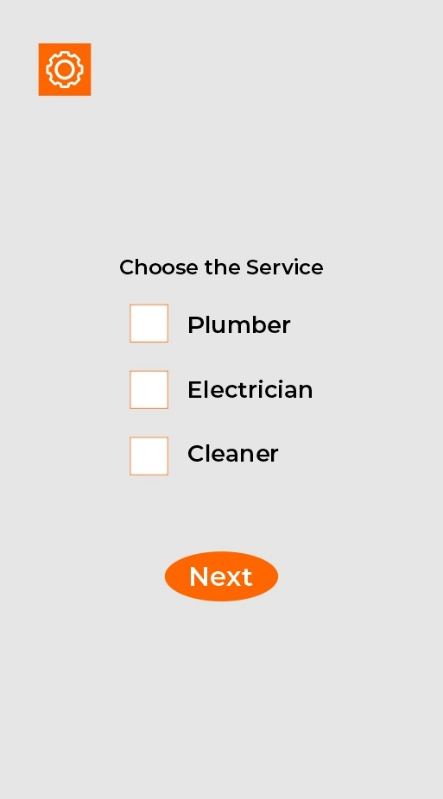 Choose the Service
Plumber
Electrician
Cleaner
Next